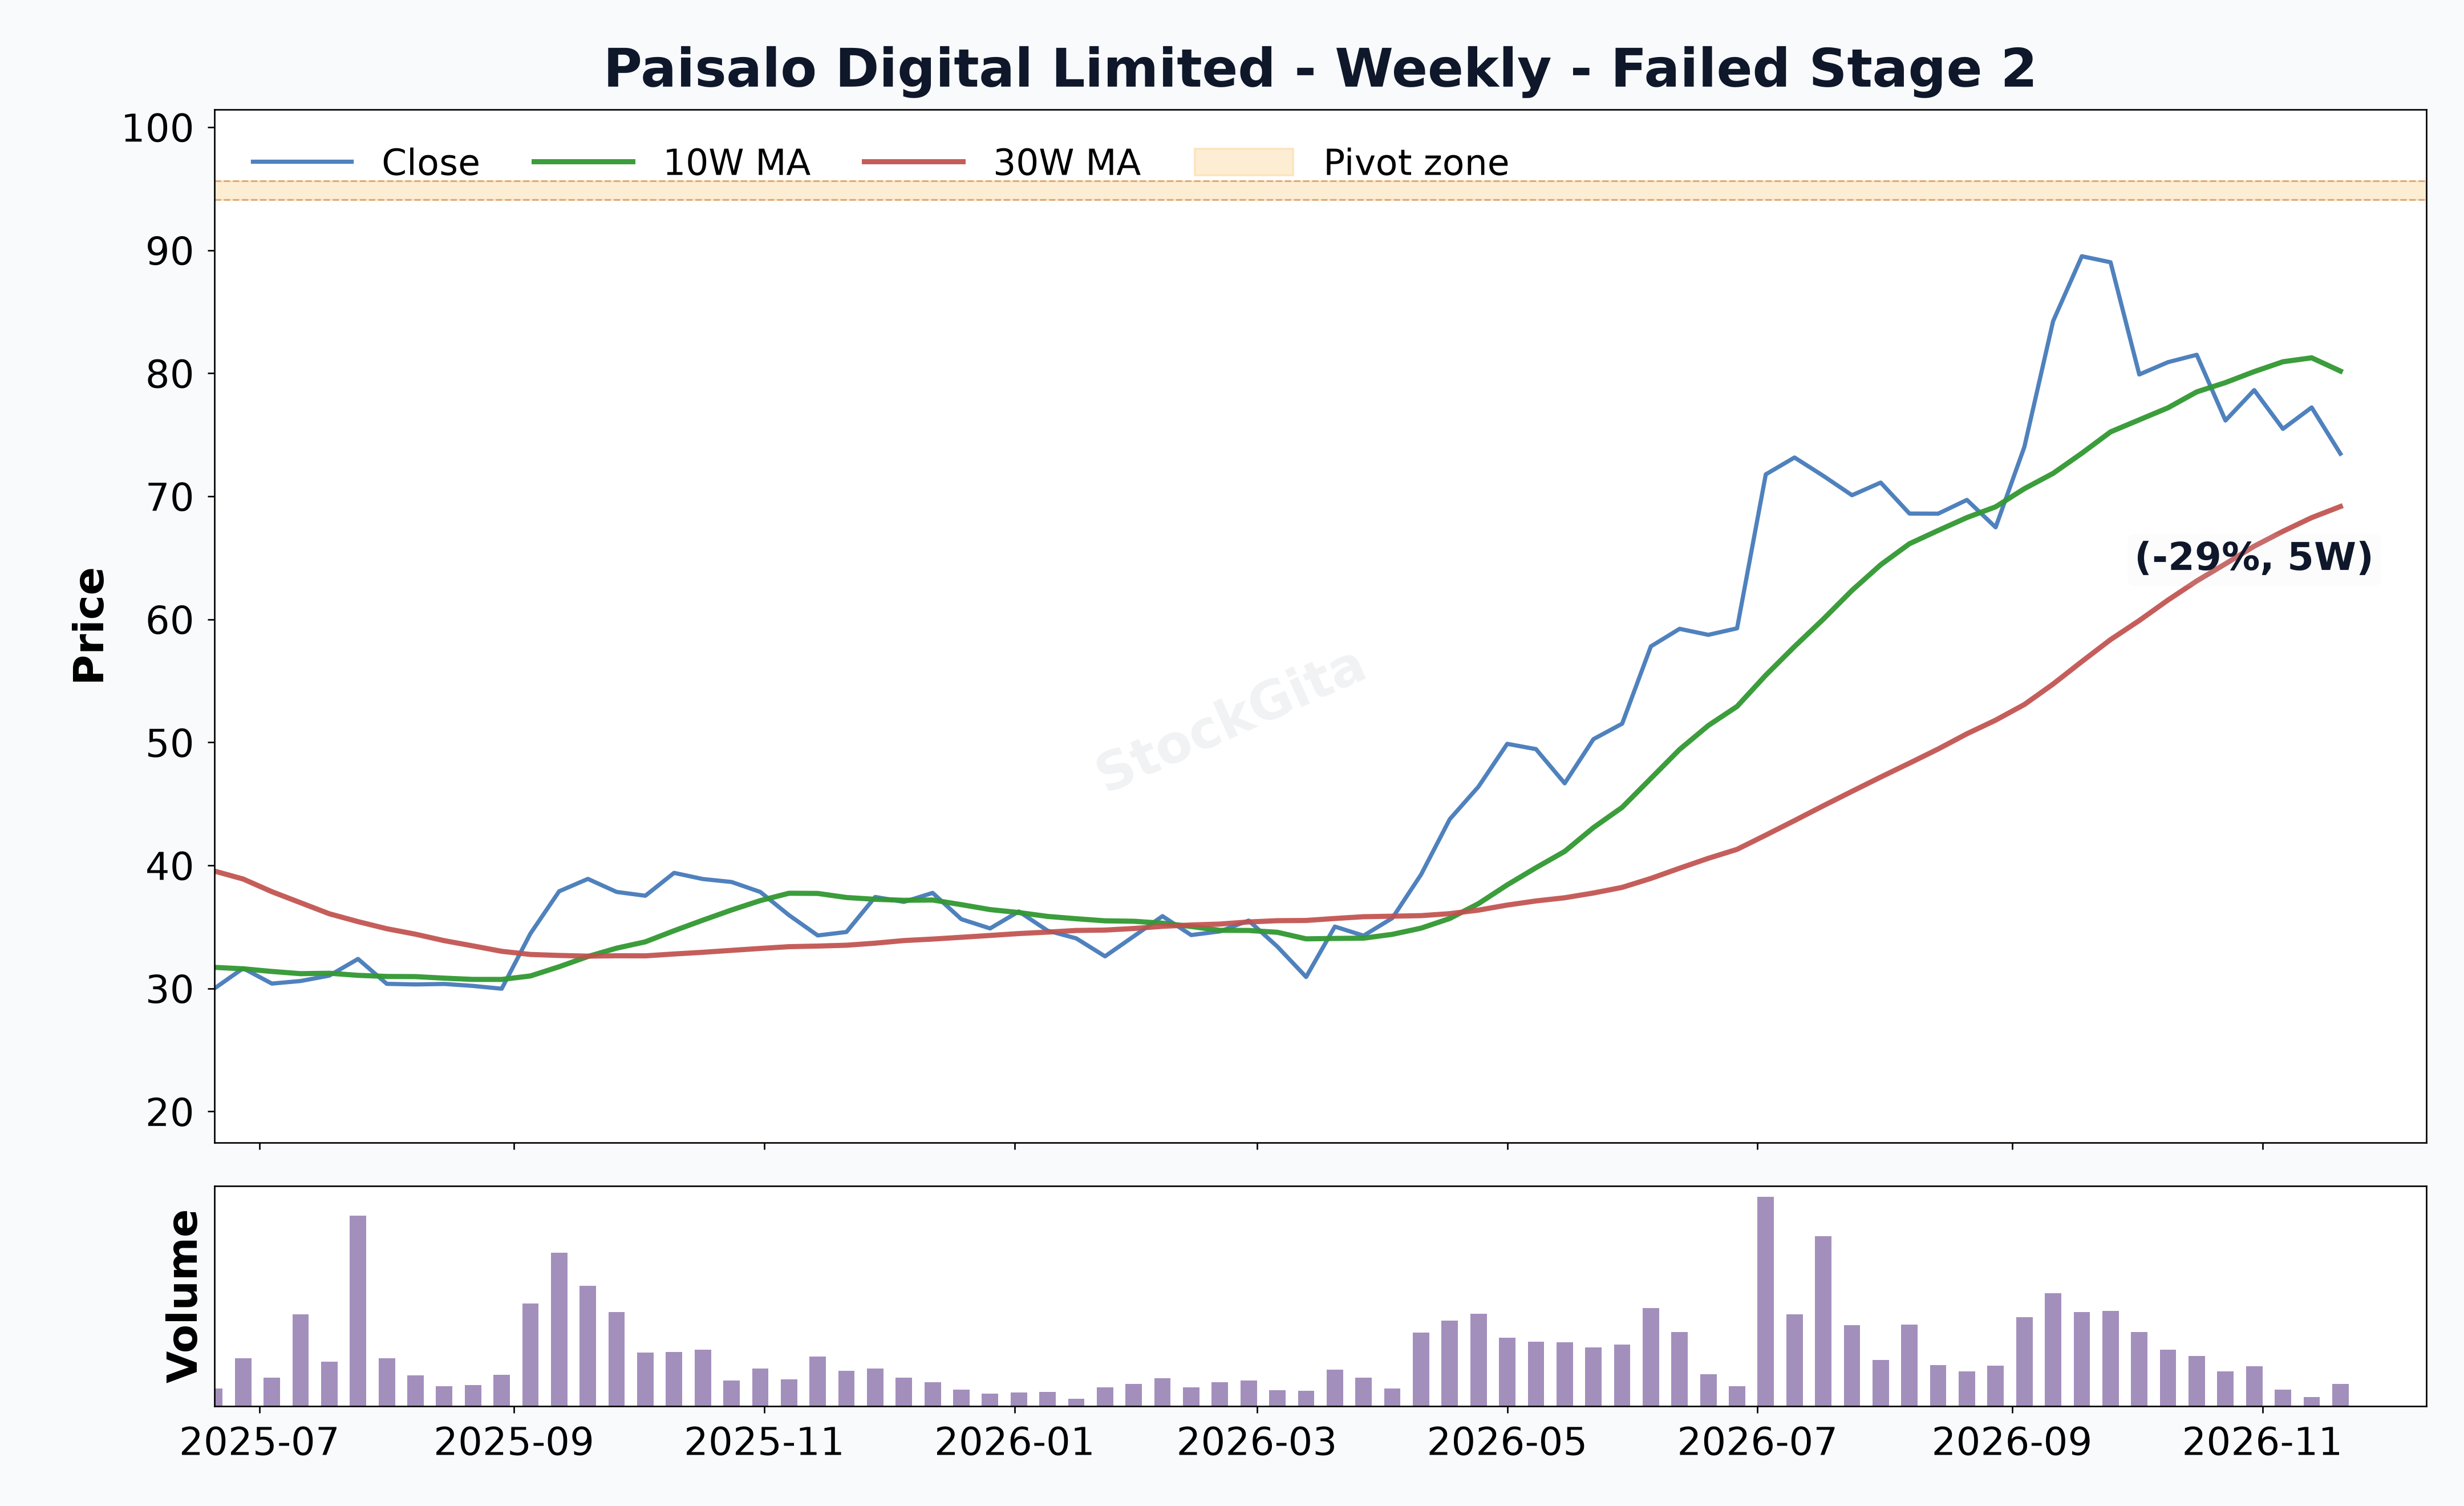 Paisalo Digital Limited - Weekly - Failed Stage 2
Close 10W MA 30W MA Pivot zone
100
90
80
70
60
50
40
30
20
Price
(-29%, 5W)
StockGita
Volume
2025-07 2025-09 2025-11 2026-01 2026-03 2026-05 2026-07 2026-09 2026-11